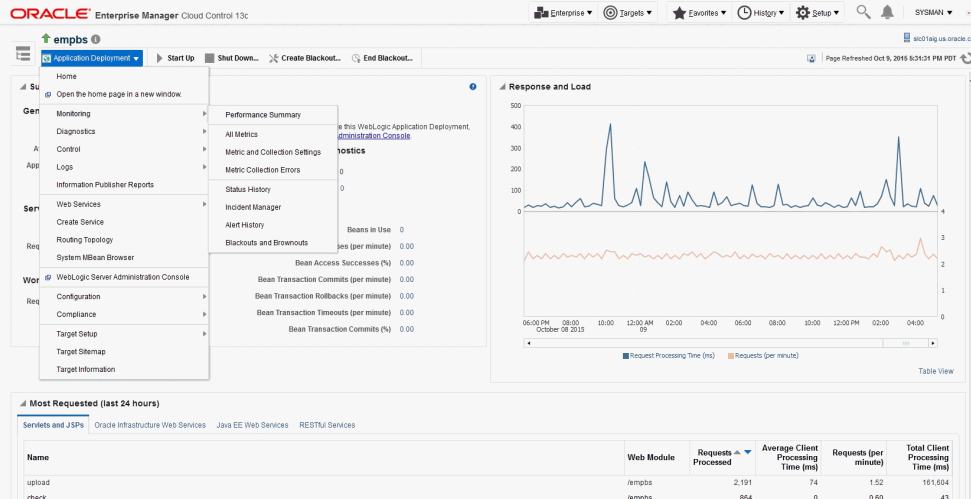 ORACLE Enterprise Manager Cloud Control 13c
Enterprise Targets Favorites History Setup SYSMAN
empbs
slc01aig.us.oracle.c
Application Deployment Start Up Shut Down... Create Blackout... End Blackout...
Page Refreshed Oct 9, 2015 5:31:31 PM PDT
Su
Gen
A
App
Serv
Req
Wor
Req
Home
Open the home page in a new window.
Monitoring
Diagnostics
Control
Logs
Information Publisher Reports
Web Services
Create Service
Routing Topology
System MBean Browser
WebLogic Server Administration Console
Configuration
Compliance
Target Setup
Target Sitemap
Target Information
Performance Summary
All Metrics
Metric and Collection Settings
Metric Collection Errors
Status History
Incident Manager
Alert History
Blackouts and Brownouts
e this WebLogic Application Deployment,
dministration Console.
nostics
0
0
Beans in Use 0
ses (per minute) 0.00
Bean Access Successes (%) 0.00
Bean Transaction Commits (per minute) 0.00
Bean Transaction Rollbacks (per minute) 0.00
Bean Transaction Timeouts (per minute) 0.00
Bean Transaction Commits (%) 0.00
Response and Load
500
400
300
200
100
0
4
3
2
1
0
06:00 PM 08:00 10:00 12:00 AM 02:00 04:00 06:00 08:00 10:00 12:00 PM 02:00 04:00
October 08 2015 09
Request Processing Time (ms) Requests (per minute)
Table View
Most Requested (last 24 hours)
Servlets and JSPs Oracle Infrastructure Web Services Java EE Web Services RESTful Services
Name Web Module Requests Processed Average Client Processing Time (ms) Requests (per minute) Total Client Processing Time (ms)
upload /empbs 2,191 74 1.52 161,604
check /empbs 864 0 0.60 43